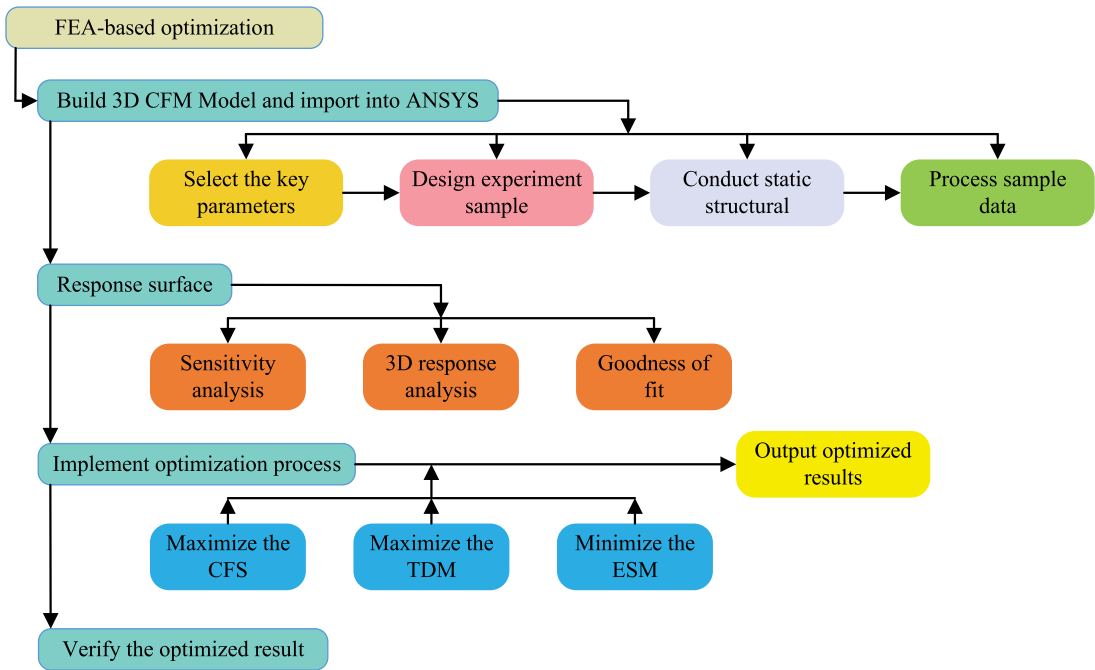 FEA-based optimization
Build 3D CFM Model and import into ANSYS
Select the key
parameters
Design experiment
sample
Conduct static
structural
Process sample
data
Response surface
Sensitivity
analysis
3D response
analysis
Goodness of
fit
Implement optimization process
Output optimized
results
Maximize the
CFS
Maximize the
TDM
Minimize the
ESM
Verify the optimized result